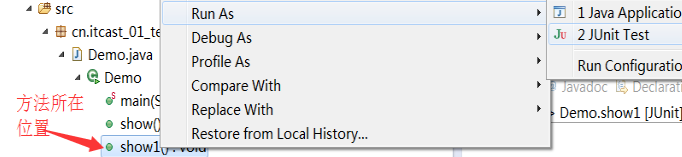 src
cn.itcast_01_te
Demo.java
Demo
main(S
show()
show1() : void
方法所在
位置
Run As
Debug As
Profile As
Compare With
Replace With
Restore from Local History...
1 Java Applicatio
JU 2 JUnit Test
Run Configuratio
Javadoc
Declarat
Demo.show1 [JUnit]